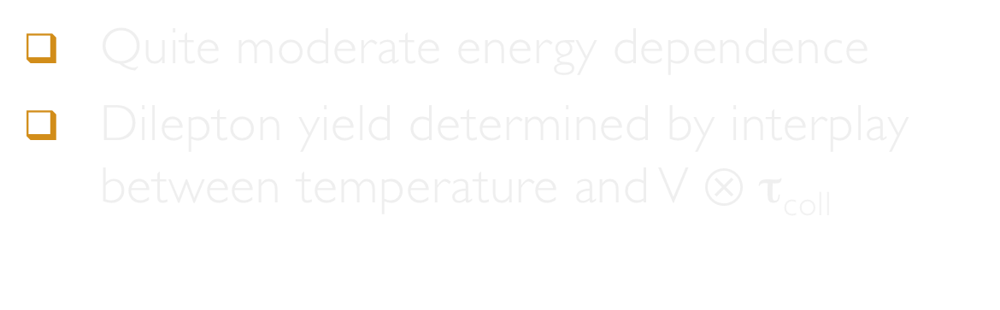 ❑ Quite moderate energy dependence
❑ Dilepton yield determined by interplay
between temperature and V ⊗ τcoll